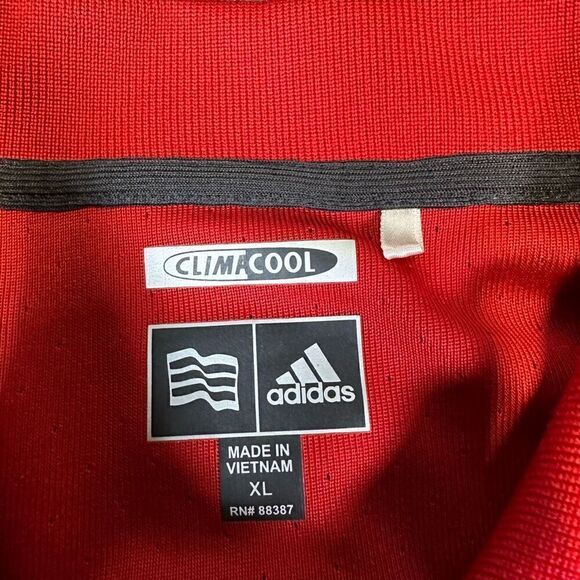 CLIMACOOL
adidas
MADE IN
VIETNAM
XL
RN# 88387